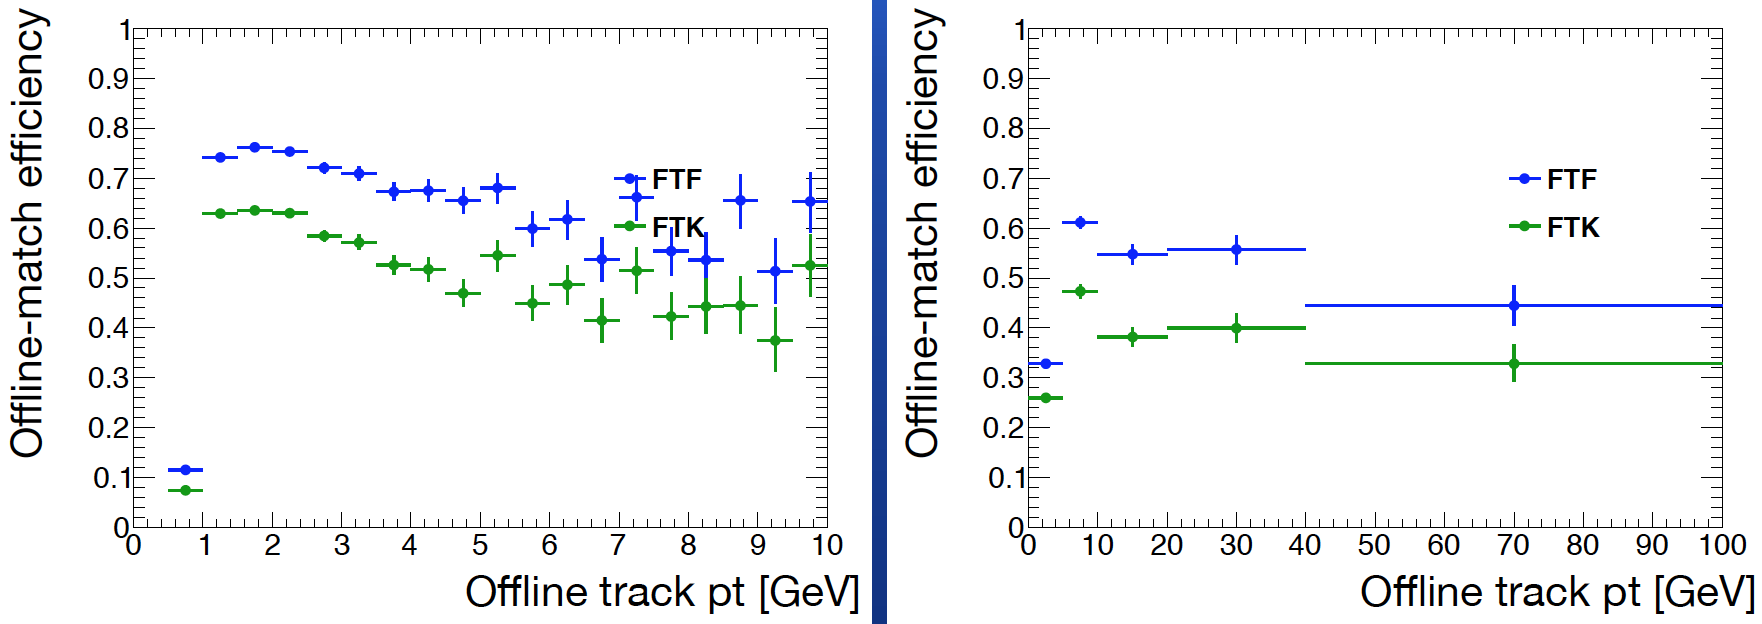 Offline-match efficiency
1
0.9
0.8
0.7
0.6
0.5
0.4
0.3
0.2
0.1
0
0 1 2 3 4 5 6 7 8 9 10
FTF
FTK
Offline track pt [GeV]
Offline-match efficiency
1
0.9
0.8
0.7
0.6
0.5
0.4
0.3
0.2
0.1
0
0 10 20 30 40 50 60 70 80 90 100
FTF
FTK
Offline track pt [GeV]